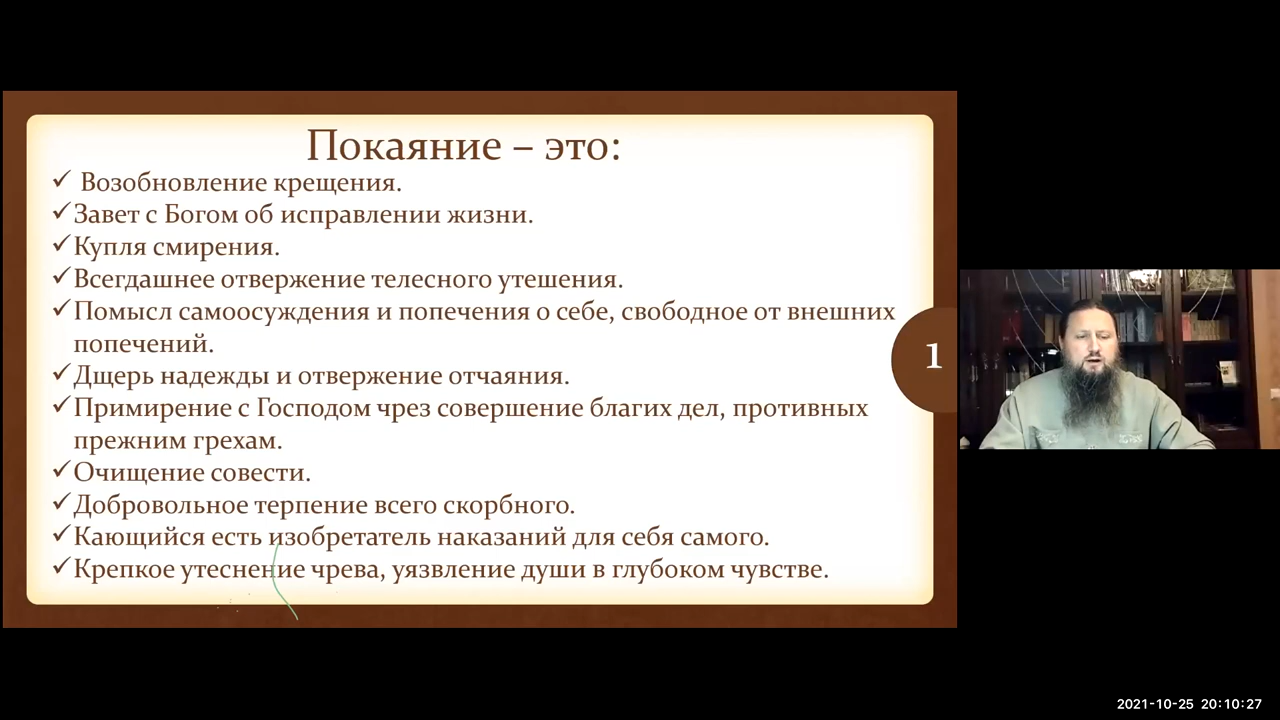 Покаяние – это:
Возобновление крещения.
Завет с Богом об исправлении жизни.
Купля смирения.
Всегдашнее отвержение телесного утешения.
Помысл самоосуждения и попечения о себе, свободное от внешних
попечений.
Дщерь надежды и отвержение отчаяния.
Примирение с Господом чрез совершение благих дел, противных
прежним грехам.
Очищение совести.
Добровольное терпение всего скорбного.
Кающийся есть изобретатель наказаний для себя самого.
Крепкое утеснение чрева, уязвление души в глубоком чувстве.
1
2021-10-25 20:10:27